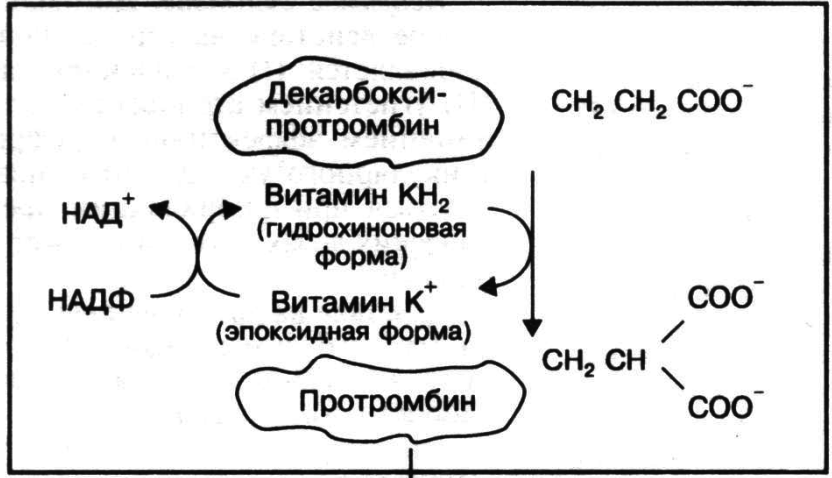 Декарбокси-
протромбин
CH₂ CH₂ COO⁻
Витамин KH₂
(гидрохиноновая
форма)
НАД⁺
НАДФ
Витамин K⁺
(эпоксидная форма)
COO⁻
CH₂ CH
COO⁻
Протромбин